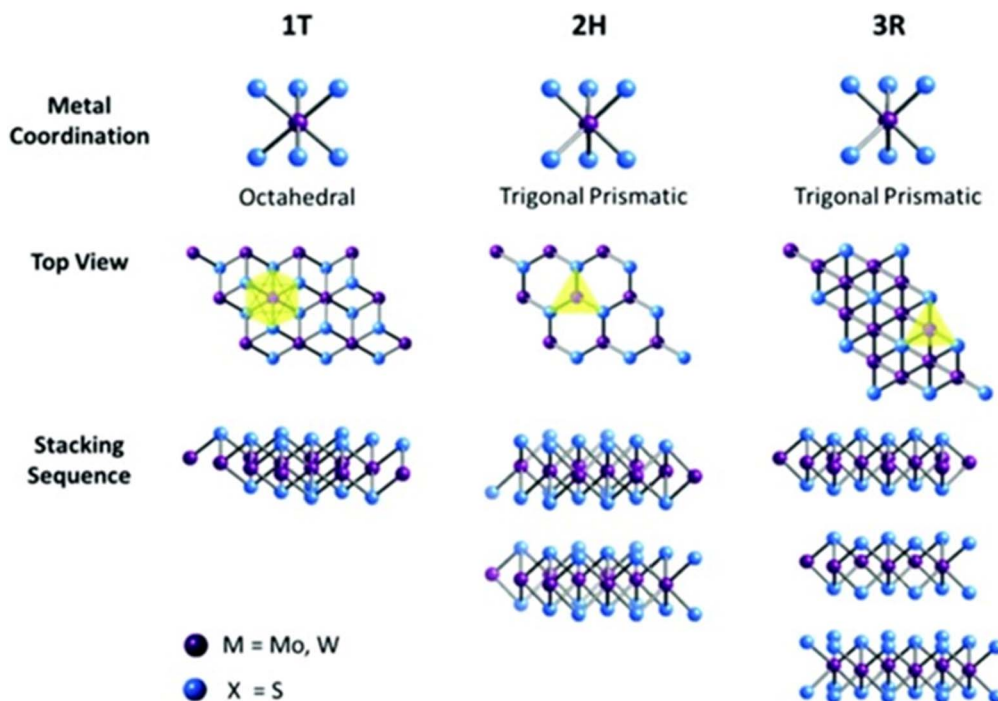 1T 2H 3R
Metal
Coordination
Octahedral Trigonal Prismatic Trigonal Prismatic
Top View
Stacking
Sequence
M = Mo, W
X = S